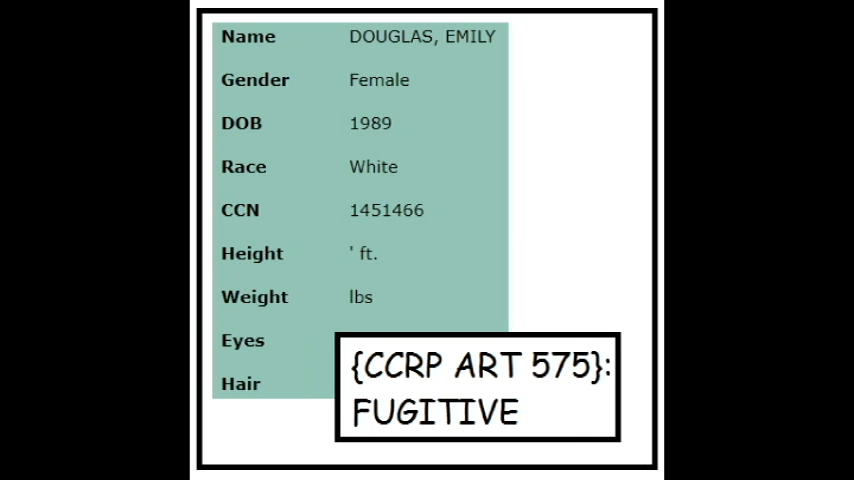 Name DOUGLAS, EMILY
Gender Female
DOB 1989
Race White
CCN 1451466
Height ' ft.
Weight lbs
Eyes
Hair
{CCRP ART 575}:
FUGITIVE